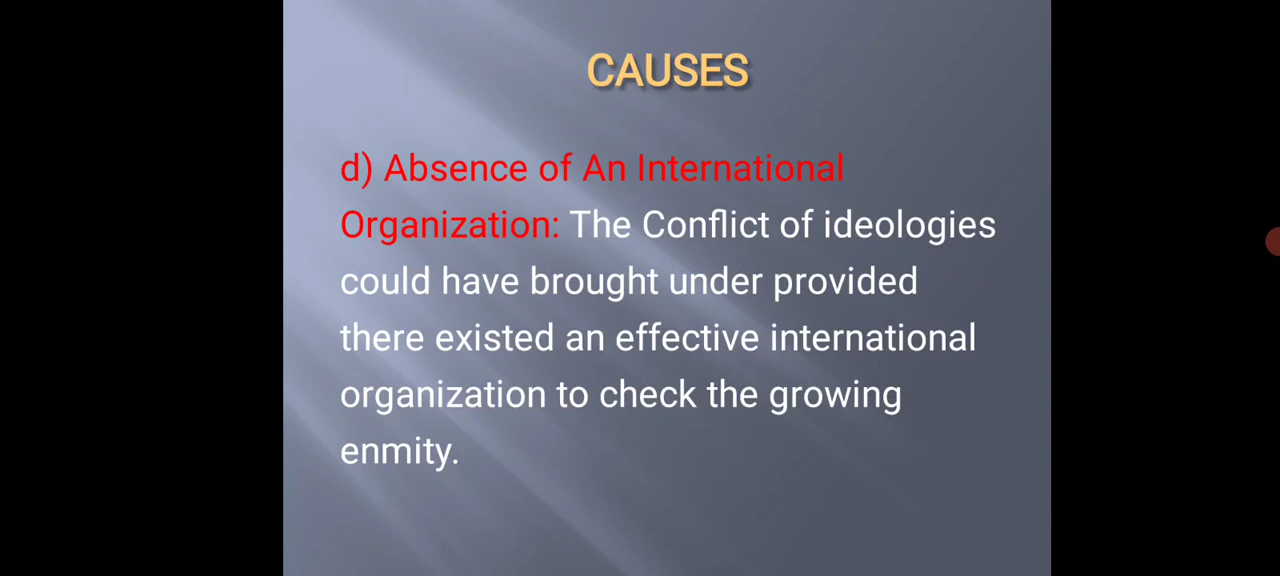 CAUSES
d) Absence of An International
Organization: The Conflict of ideologies
could have brought under provided
there existed an effective international
organization to check the growing
enmity.